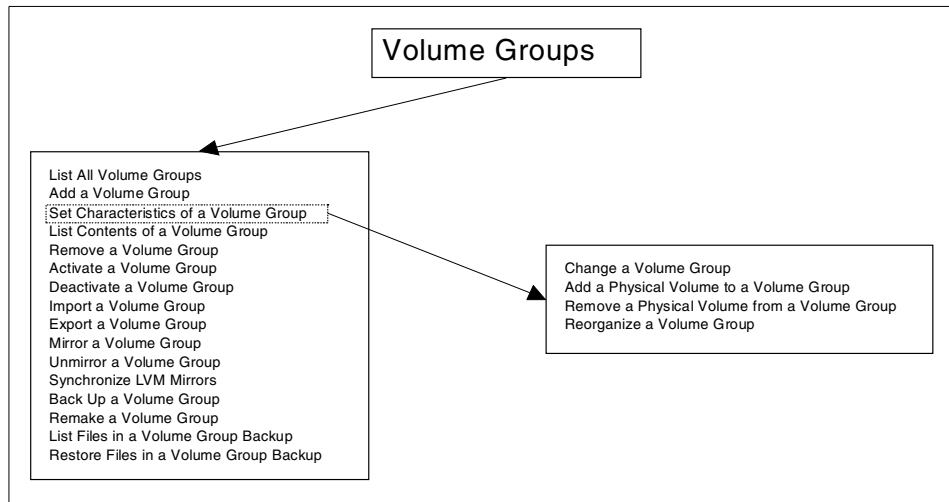 Volume Groups
List All Volume Groups
Add a Volume Group
Set Characteristics of a Volume Group
List Contents of a Volume Group
Remove a Volume Group
Activate a Volume Group
Deactivate a Volume Group
Import a Volume Group
Export a Volume Group
Mirror a Volume Group
Unmirror a Volume Group
Synchronize LVM Mirrors
Back Up a Volume Group
Remake a Volume Group
List Files in a Volume Group Backup
Restore Files in a Volume Group Backup
Change a Volume Group
Add a Physical Volume to a Volume Group
Remove a Physical Volume from a Volume Group
Reorganize a Volume Group